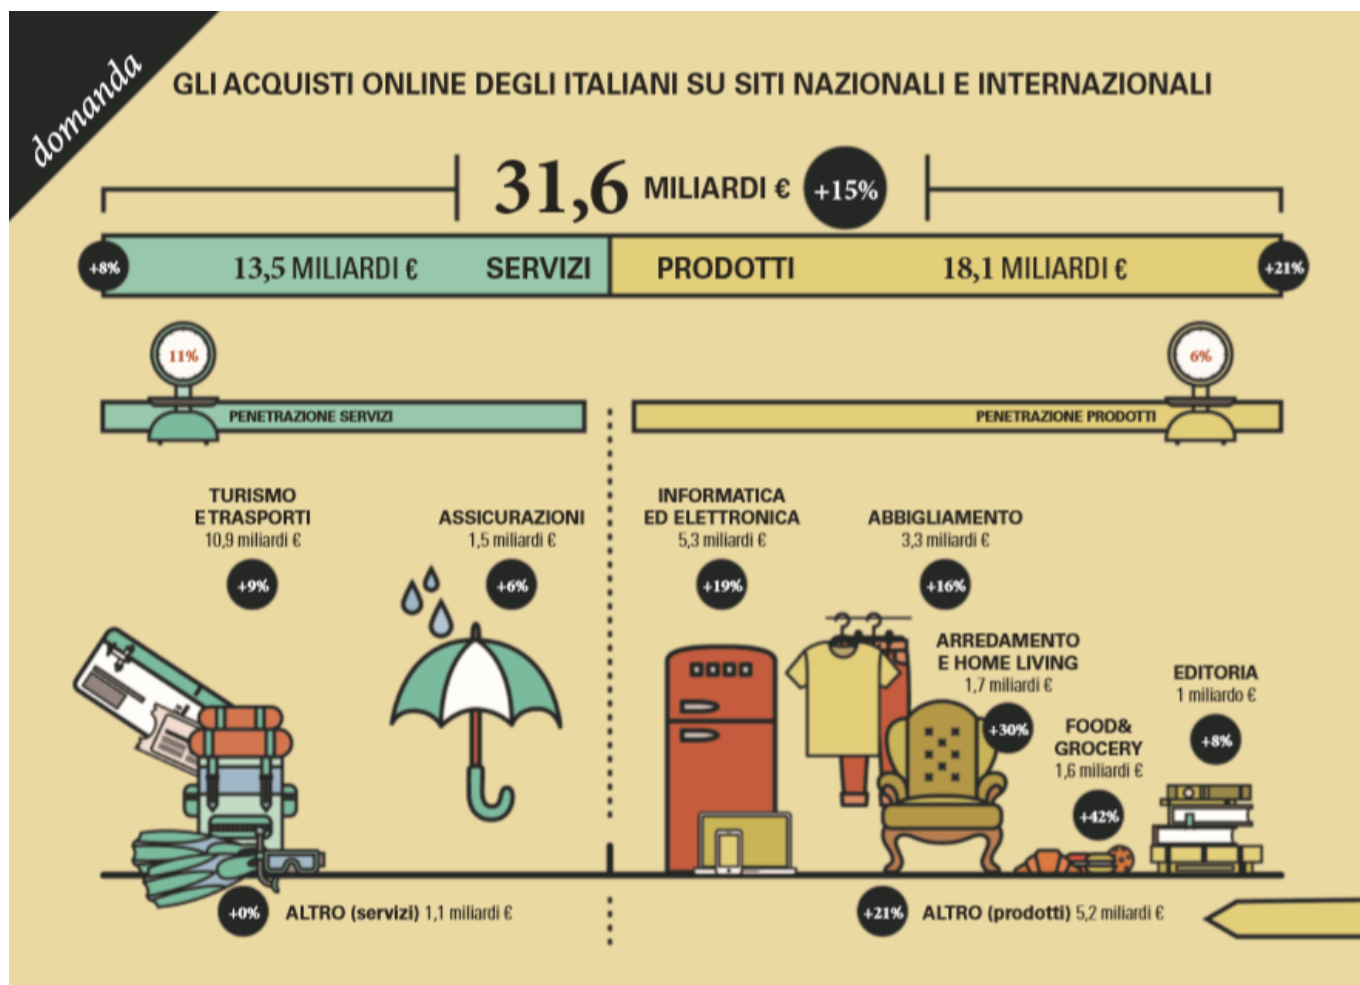 domanda
GLI ACQUISTI ONLINE DEGLI ITALIANI SU SITI NAZIONALI E INTERNAZIONALI
31,6 MILIARDI € +15%
+8% 13,5 MILIARDI € SERVIZI PRODOTTI 18,1 MILIARDI € +21%
11%
PENETRAZIONE SERVIZI
6%
PENETRAZIONE PRODOTTI
TURISMO
E TRASPORTI
10,9 miliardi €
+9%
ASSICURAZIONI
1,5 miliardi €
+6%
INFORMATICA
ED ELETTRONICA
5,3 miliardi €
+19%
ABBIGLIAMENTO
3,3 miliardi €
+16%
ARREDAMENTO
E HOME LIVING
1,7 miliardi €
+30%
FOOD&
GROCERY
1,6 miliardi €
+42%
EDITORIA
1 miliardo €
+8%
+0% ALTRO (servizi) 1,1 miliardi €
+21% ALTRO (prodotti) 5,2 miliardi €